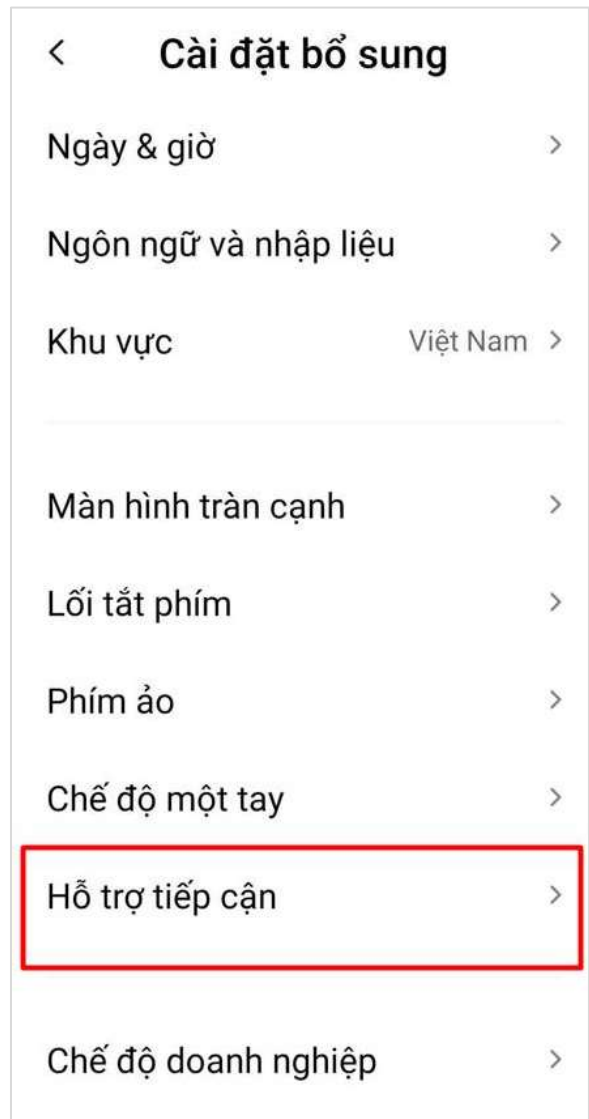 Cài đặt bổ sung
Ngày & giờ
Ngôn ngữ và nhập liệu
Khu vực Việt Nam
Màn hình tràn cạnh
Lối tắt phím
Phím ảo
Chế độ một tay
Hỗ trợ tiếp cận
Chế độ doanh nghiệp